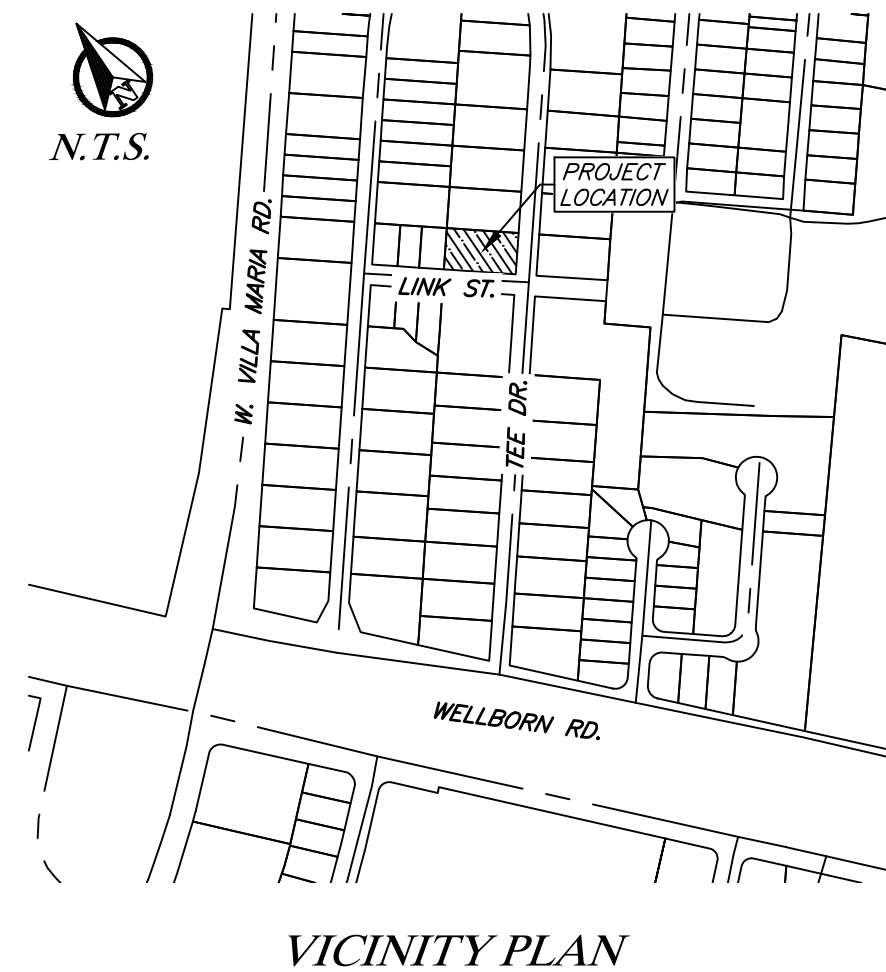 N
N.T.S.
PROJECT
LOCATION
W. VILLA MARIA RD.
LINK ST.
TEE DR.
WELLBORN RD.
VICINITY PLAN